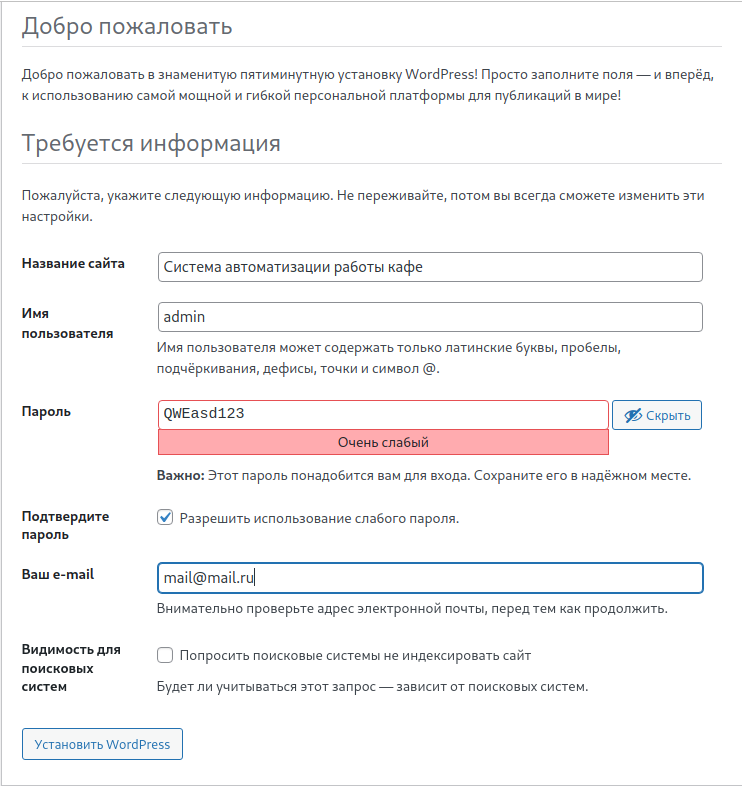 Добро пожаловать
Добро пожаловать в знаменитую пятиминутную установку WordPress! Просто заполните поля — и вперёд,
к использованию самой мощной и гибкой персональной платформы для публикаций в мире!
Требуется информация
Пожалуйста, укажите следующую информацию. Не переживайте, потом вы всегда сможете изменить эти
настройки.
Название сайта
Система автоматизации работы кафе
Имя
пользователя
admin
Имя пользователя может содержать только латинские буквы, пробелы,
подчёркивания, дефисы, точки и символ @.
Пароль
QWEasd123
Скрыть
Очень слабый
Важно: Этот пароль понадобится вам для входа. Сохраните его в надёжном месте.
Подтвердите
пароль
Разрешить использование слабого пароля.
Ваш e-mail
mail@mail.ru
Внимательно проверьте адрес электронной почты, перед тем как продолжить.
Видимость для
поисковых
систем
Попросить поисковые системы не индексировать сайт
Будет ли учитываться этот запрос — зависит от поисковых систем.
Установить WordPress